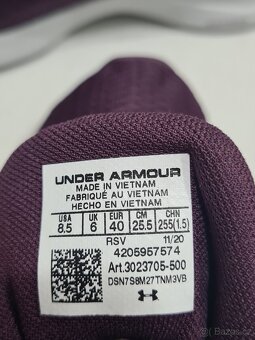 UNDER ARMOUR
MADE IN VIETNAM
FABRIQUÉ AU VIETNAM
HECHO EN VIETNAM
USA UK EUR CM CHN
8.5 6 40 25.5 255(1.5)
RSV 11/20
4205957574
Art.3023705-500
DSN7S8M27TNM3VB